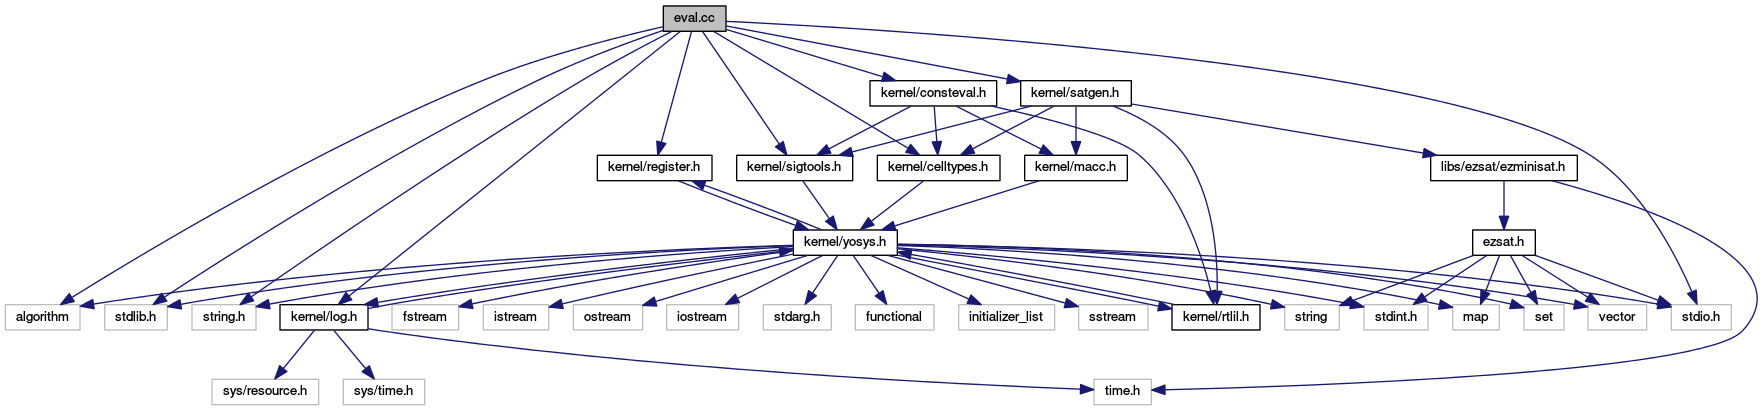 eval.cc
kernel/consteval.h
kernel/satgen.h
kernel/register.h
kernel/sigtools.h
kernel/celltypes.h
kernel/macc.h
libs/ezsat/ezminisat.h
kernel/yosys.h
ezsat.h
algorithm
stdlib.h
string.h
kernel/log.h
fstream
istream
ostream
iostream
stdarg.h
functional
initializer_list
sstream
kernel/rtlil.h
string
stdint.h
map
set
vector
stdio.h
sys/resource.h
sys/time.h
time.h